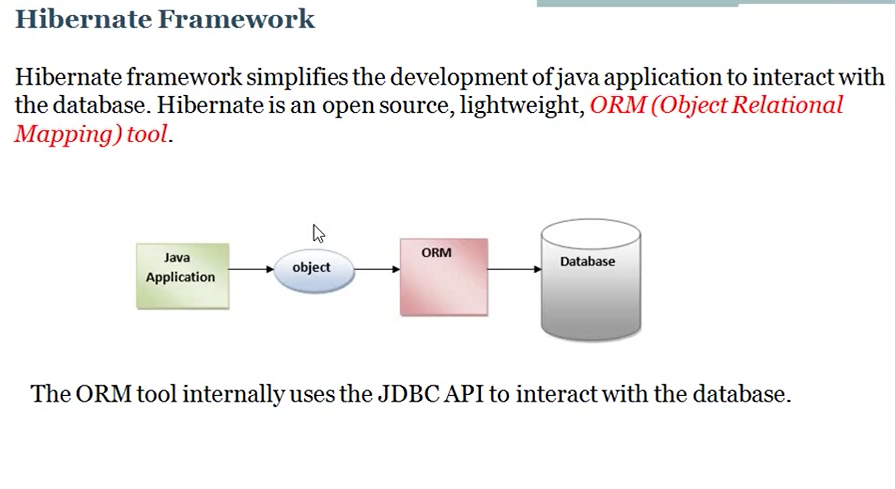 Hibernate Framework
Hibernate framework simplifies the development of java application to interact with
the database. Hibernate is an open source, lightweight, ORM (Object Relational
Mapping) tool.
Java
Application
object
ORM
Database
The ORM tool internally uses the JDBC API to interact with the database.